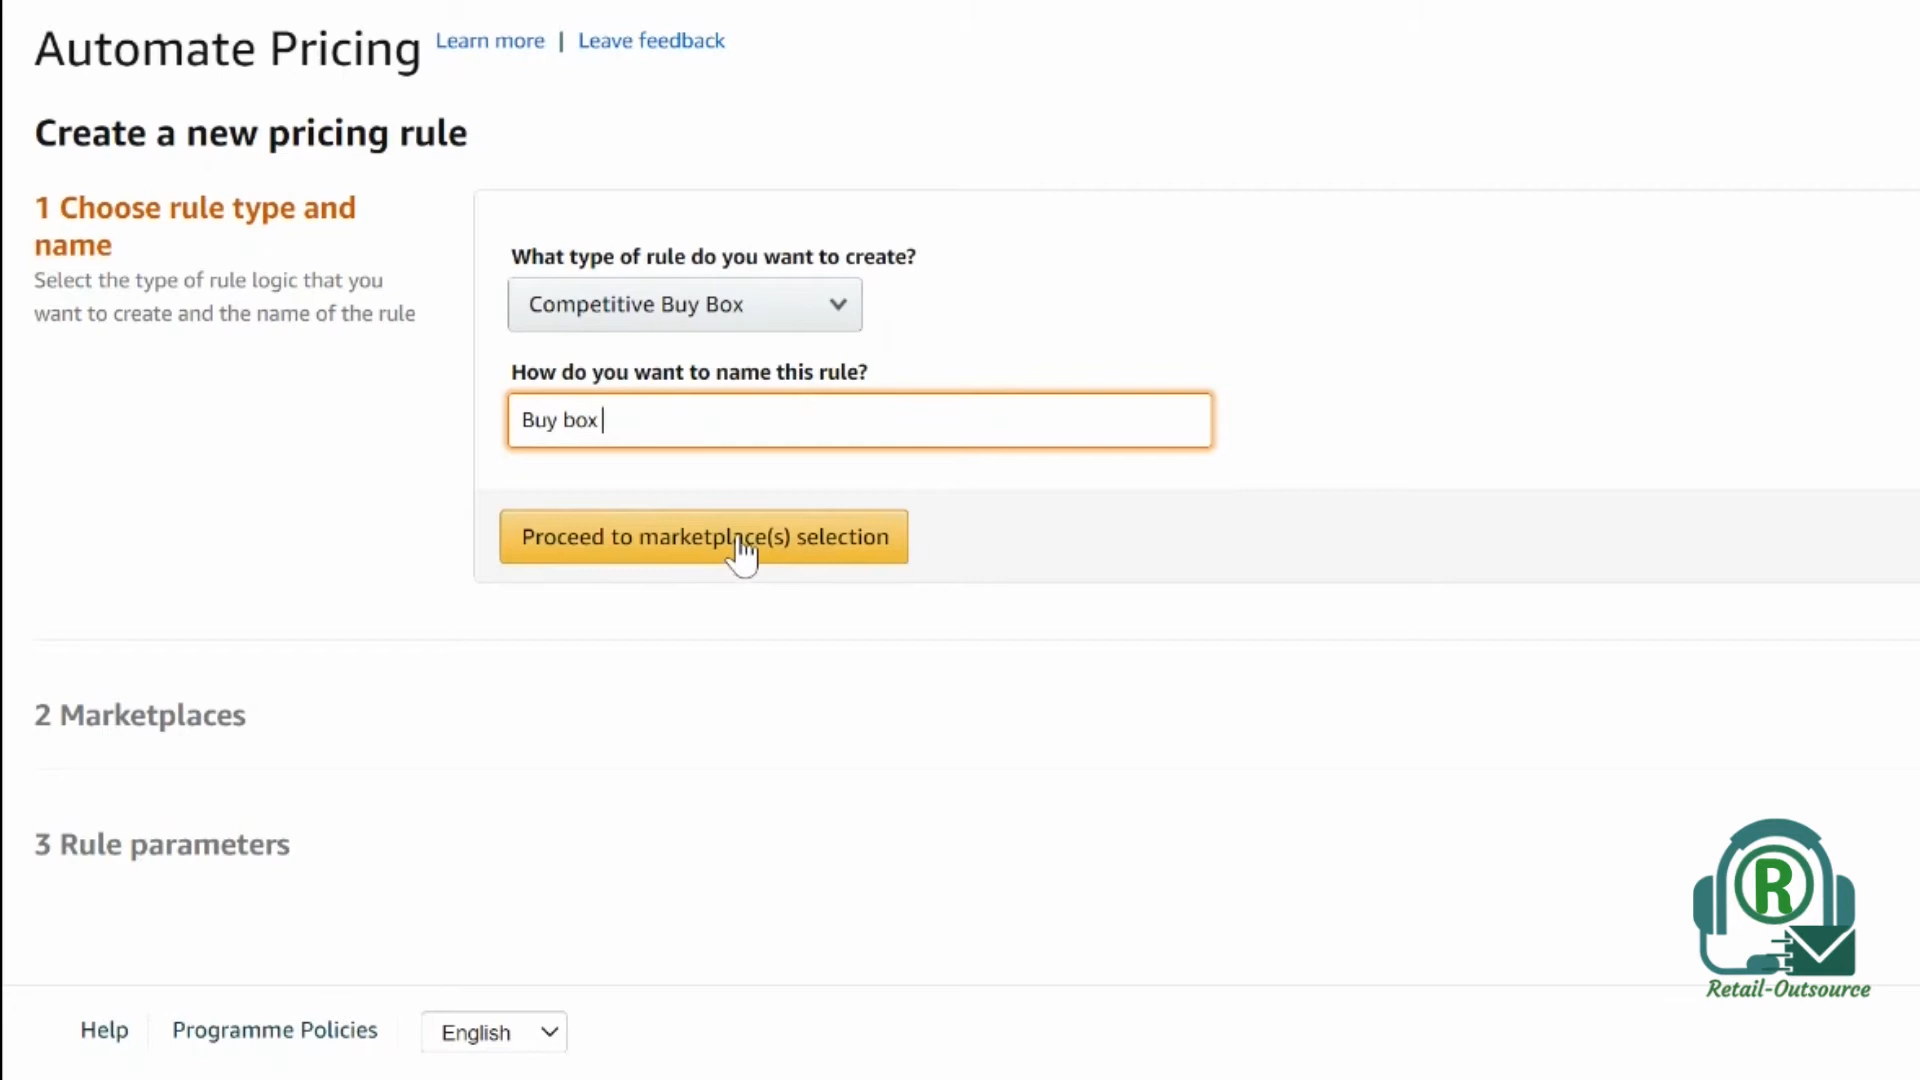 Automate Pricing Learn more | Leave feedback
Create a new pricing rule
1 Choose rule type and
name
Select the type of rule logic that you
want to create and the name of the rule
What type of rule do you want to create?
Competitive Buy Box
How do you want to name this rule?
Buy box
Proceed to marketplace(s) selection
2 Marketplaces
3 Rule parameters
R
Retail-Outsource
Help
Programme Policies
English